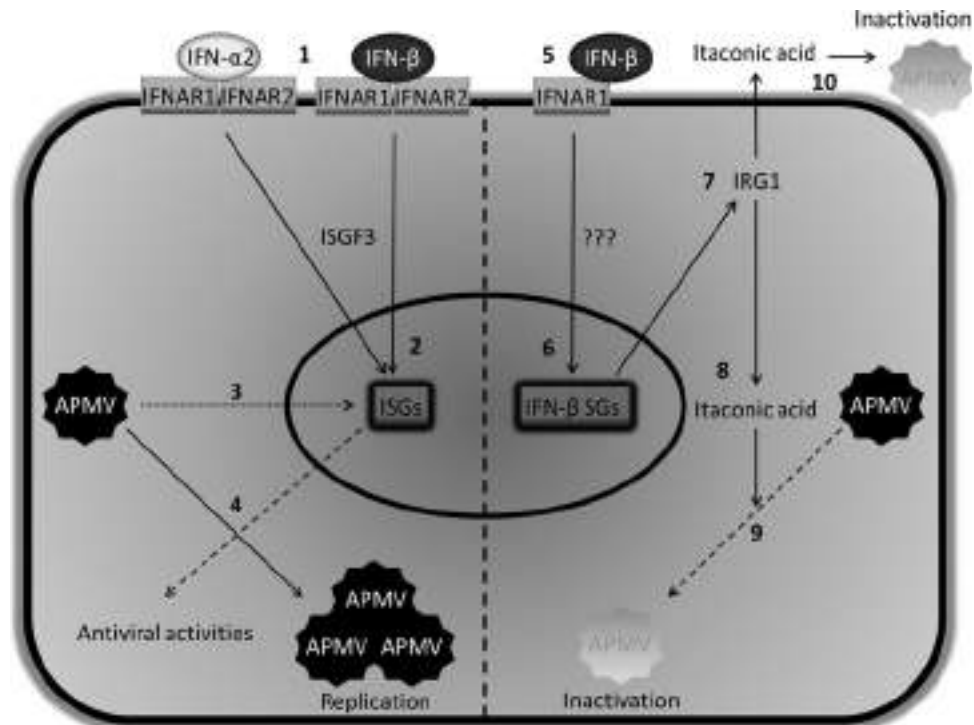 Inactivation
IFN-α2 1 IFN-β 5 IFN-β Itaconic acid APMV
IFNAR1 IFNAR2 IFNAR1 IFNAR2 IFNAR1 10
7 IRG1
ISGF3 ???
2 6 8
APMV 3 ISGs IFN-β SGs Itaconic acid APMV
4 9
APMV
Antiviral activities APMV APMV APMV
Replication Inactivation